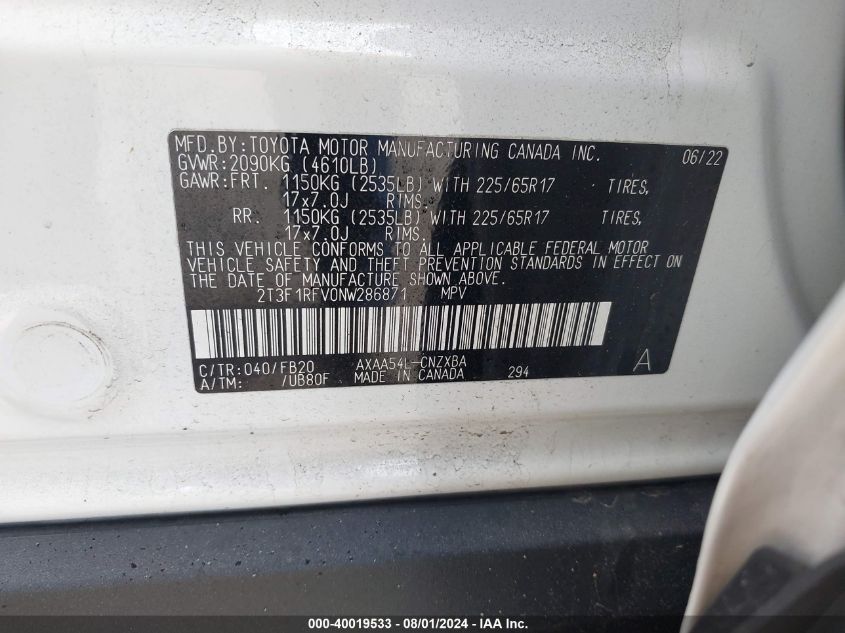 MFD.BY:TOYOTA MOTOR MANUFACTURING CANADA INC. 06/22
GVWR:2090KG (4610LB)
GAWR:FRT. 1150KG (2535LB) WITH 225/65R17 TIRES,
17x7.0J RIMS.
RR. 1150KG (2535LB) WITH 225/65R17 TIRES,
17x7.0J RIMS.
THIS VEHICLE CONFORMS TO ALL APPLICABLE FEDERAL MOTOR
VEHICLE SAFETY AND THEFT PREVENTION STANDARDS IN EFFECT ON
THE DATE OF MANUFACTURE SHOWN ABOVE.
2T3F1RFV0NW286871 MPV
C/TR:040/FB20 AXAA54L-CNZXBA A
A/TM: /UB80F MADE IN CANADA 294
000-40019533 - 08/01/2024 - IAAI Inc.